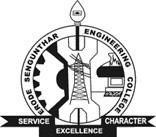 ERODE SENGUNTHAR ENGINEERING COLLEGE
SERVICE
CHARACTER
EXCELLENCE